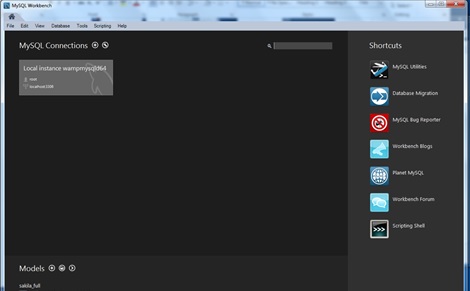 MySQL Workbench
File Edit View Database Tools Scripting Help
MySQL Connections
Local instance wampmysqld64
root
localhost:3308
Shortcuts
MySQL Utilities
Database Migration
MySQL Bug Reporter
Workbench Blogs
Planet MySQL
Workbench Forum
Scripting Shell
Models
sakila_full